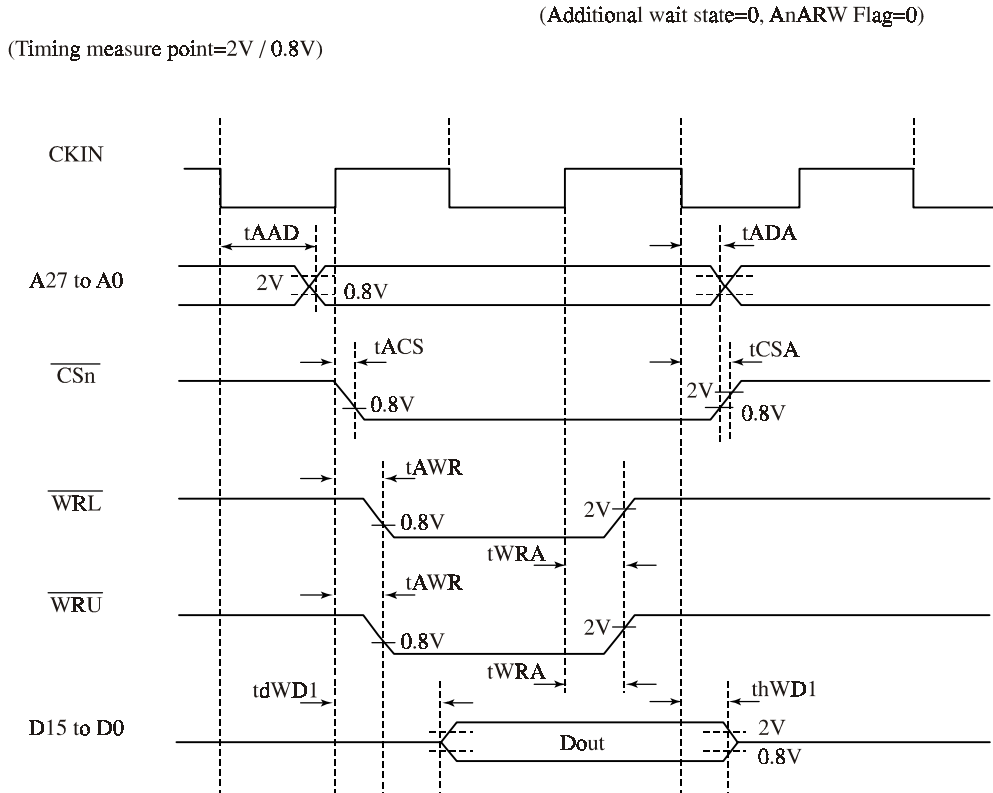 (Additional wait state=0, AnARW Flag=0)
(Timing measure point=2V / 0.8V)
CKIN
tAAD
tADA
A27 to A0
2V
0.8V
tACS
tCSA
CSn
2V
0.8V
0.8V
tAWR
WRL
0.8V
2V
tWRA
tAWR
WRU
0.8V
2V
tWRA
tdWD1
thWD1
D15 to D0
Dout
2V
0.8V